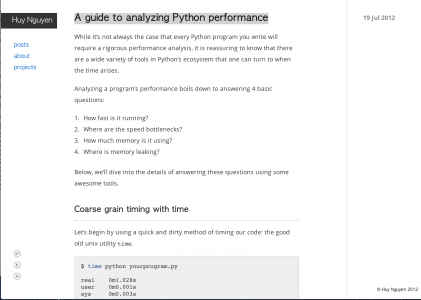 Huy Nguyen
posts
about
projects
A guide to analyzing Python performance
19 Jul 2012
While it's not always the case that every Python program you write will
require a rigorous performance analysis, it is reassuring to know that there
are a wide variety of tools in Python's ecosystem that one can turn to when
the time arises.
Analyzing a program's performance boils down to answering 4 basic
questions:
1. How fast is it running?
2. Where are the speed bottlenecks?
3. How much memory is it using?
4. Where is memory leaking?
Below, we'll dive into the details of answering these questions using some
awesome tools.
Coarse grain timing with time
Let's begin by using a quick and dirty method of timing our code: the good
old unix utility time.
$ time python yourprogram.py
real 0m1.028s
user 0m0.001s
sys 0m0.003s
© Huy Nguyen 2012